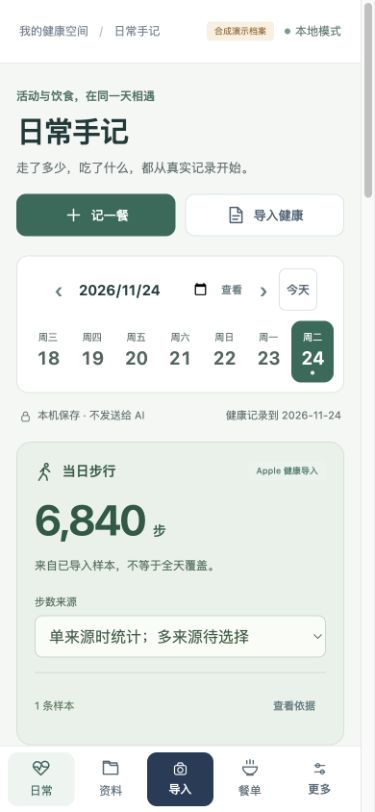 我的健康空间 / 日常手记 合成演示档案 本地模式
活动与饮食，在同一天相遇
日常手记
走了多少，吃了什么，都从真实记录开始。
记一餐 导入健康
2026/11/24 查看 今天
周三 周四 周五 周六 周日 周一 周二
18 19 20 21 22 23 24
本机保存 · 不发送给 AI 健康记录到 2026-11-24
当日步行 Apple 健康导入
6,840 步
来自已导入样本，不等于全天覆盖。
步数来源
单来源时统计；多来源待选择
1 条样本 查看依据
日常 资料 导入 餐单 更多